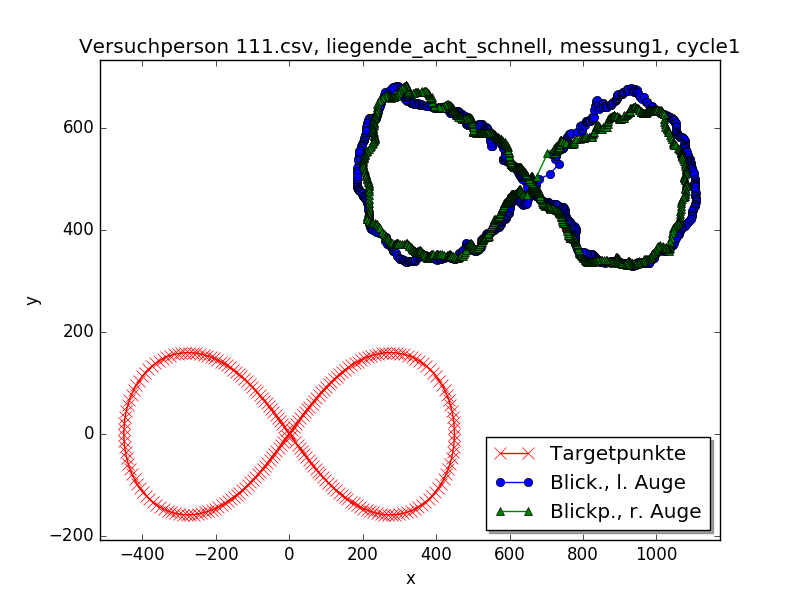 Versuchperson 111.csv, liegende_acht_schnell, messung1, cycle1
y
600
400
200
0
−200
−400
−200
0
200
400
600
800
1000
x
Targetpunkte
Blick., l. Auge
Blickp., r. Auge